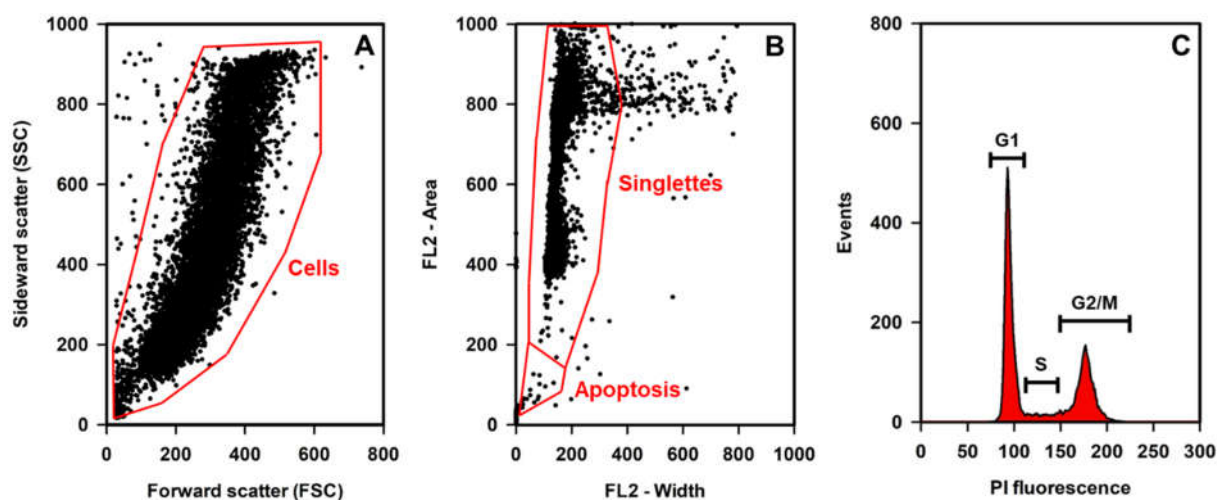 A
Sideward scatter (SSC)
1000
800
600
400
200
0
Cells
0 200 400 600 800
Forward scatter (FSC)
B
FL2 - Area
1000
800
600
400
200
0
Singlettes
Apoptosis
0 200 400 600 800 1000
FL2 - Width
C
Events
800
600
400
200
0
G1
S
G2/M
0 50 100 150 200 250 300
PI fluorescence